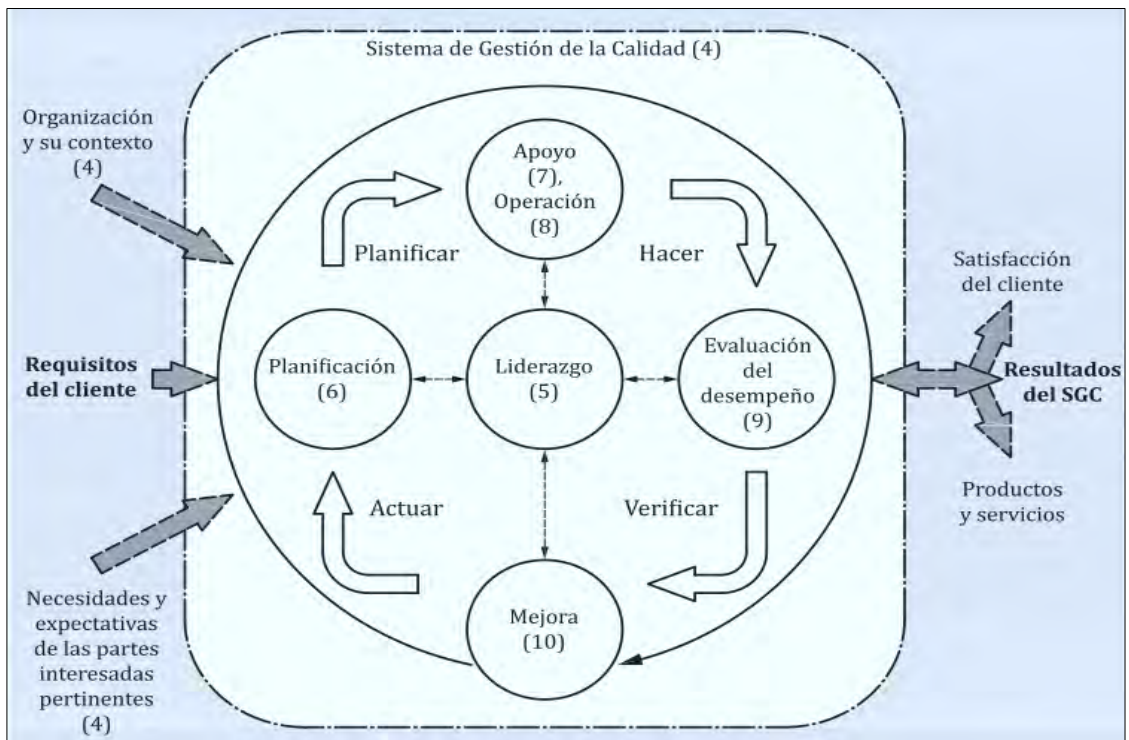 Sistema de Gestión de la Calidad (4)
Organización
y su contexto
(4)
Apoyo
(7),
Operación
(8)
Planificar
Hacer
Satisfacción
del cliente
Requisitos
del cliente
Planificación
(6)
Liderazgo
(5)
Evaluación
del
desempeño
(9)
Resultados
del SGC
Actuar
Verificar
Productos
y servicios
Necesidades y
expectativas
de las partes
interesadas
pertinentes
(4)
Mejora
(10)